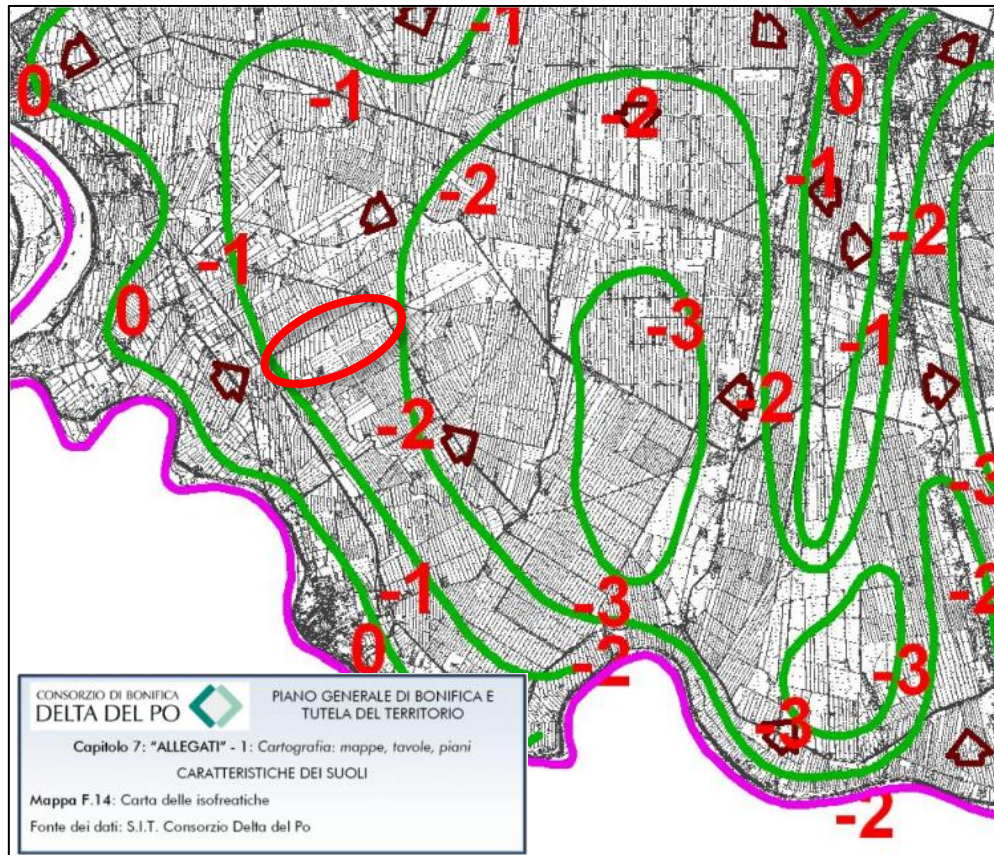 -1
0
-1
0
-2
-2
-1
-2
-1
0
-3
-1
-2
-2
-3
-1
-3
-2
0
-2
-3
-3
-2
CONSORZIO DI BONIFICA
DELTA DEL PO
PIANO GENERALE DI BONIFICA E
TUTELA DEL TERRITORIO
Capitolo 7: "ALLEGATI" - 1: Cartografia: mappe, tavole, piani
CARATTERISTICHE DEI SUOLI
Mappa F.14: Carta delle isofreatiche
Fonte dei dati: S.I.T. Consorzio Delta del Po